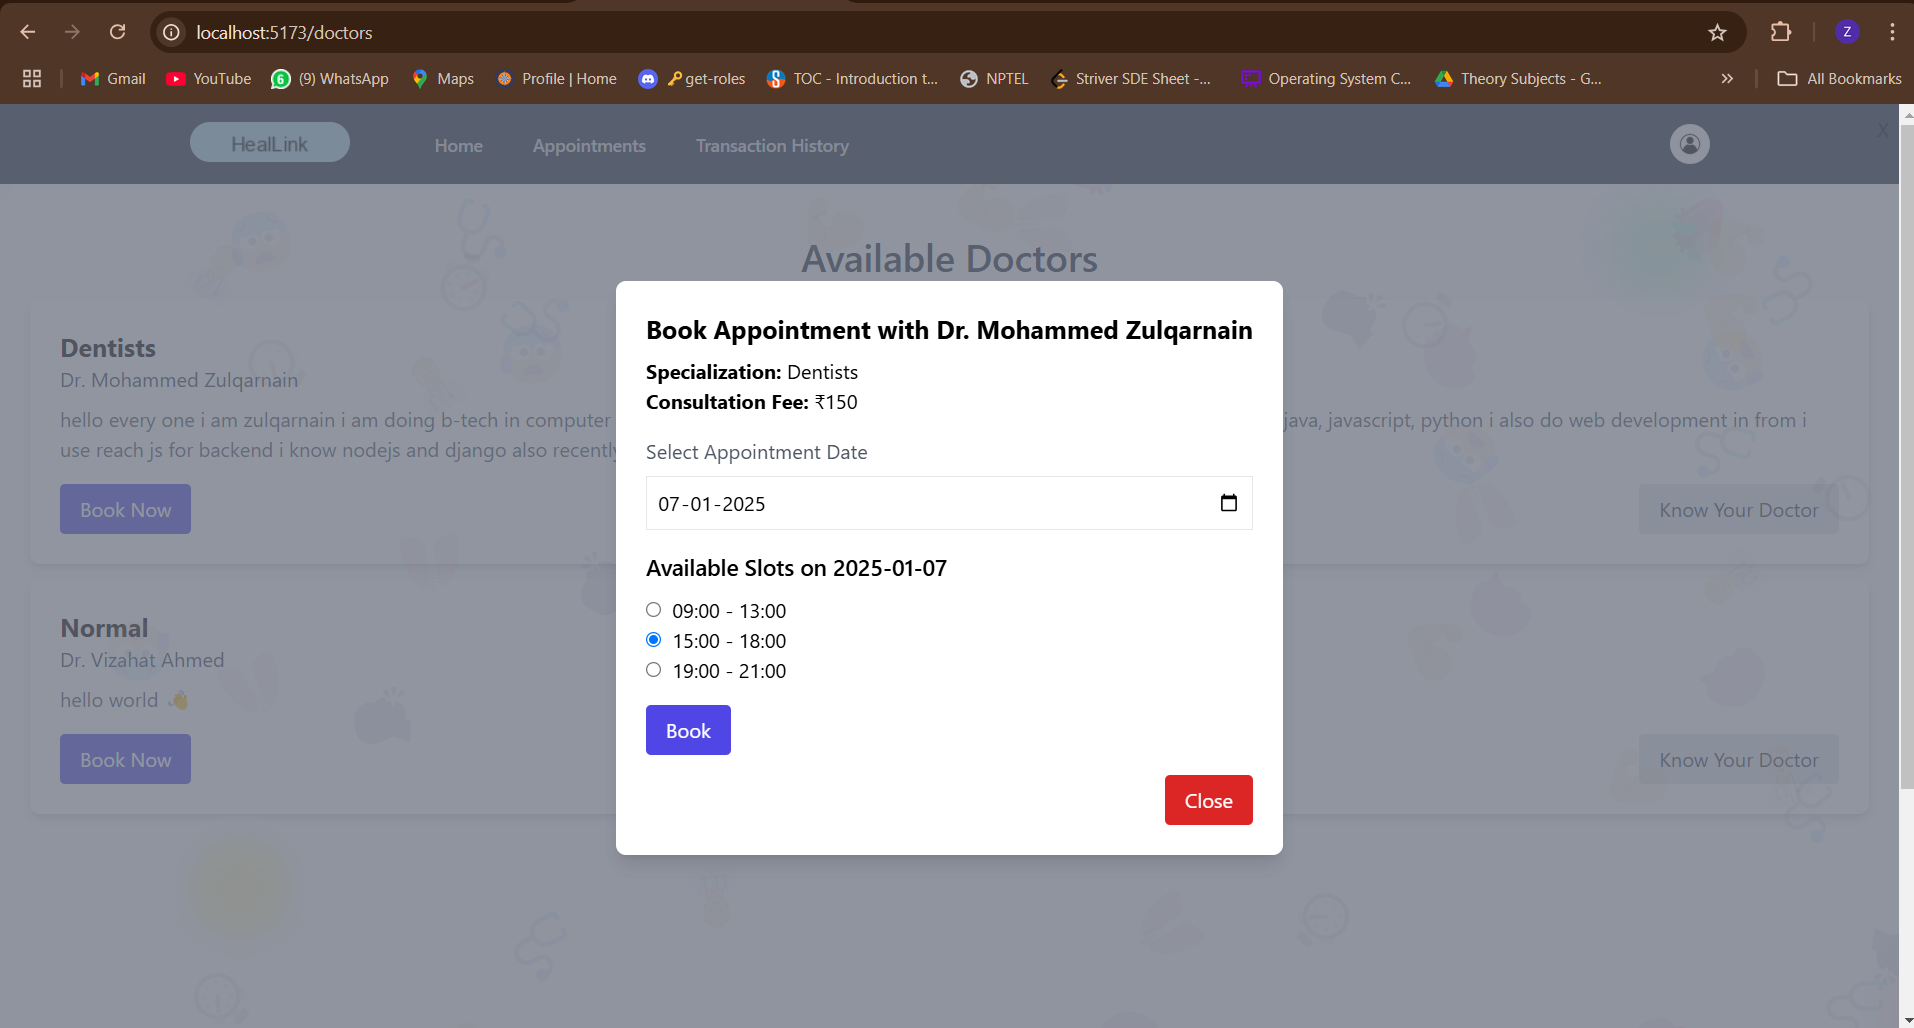 localhost:5173/doctors
Z
Gmail YouTube (9) WhatsApp Maps Profile | Home get-roles TOC - Introduction t... NPTEL Striver SDE Sheet -... Operating System C... Theory Subjects - G... » All Bookmarks
HealLink Home Appointments Transaction History X
Available Doctors
Dentists
Dr. Mohammed Zulqarnain
hello every one i am zulqarnain i am doing b-tech in computer java, javascript, python i also do web development in from i
use reach js for backend i know nodejs and django also recently
Book Now Know Your Doctor
Normal
Dr. Vizahat Ahmed
hello world 👋
Book Now Know Your Doctor
Book Appointment with Dr. Mohammed Zulqarnain
Specialization: Dentists
Consultation Fee: ₹150
Select Appointment Date
07-01-2025
Available Slots on 2025-01-07
09:00 - 13:00
15:00 - 18:00
19:00 - 21:00
Book
Close